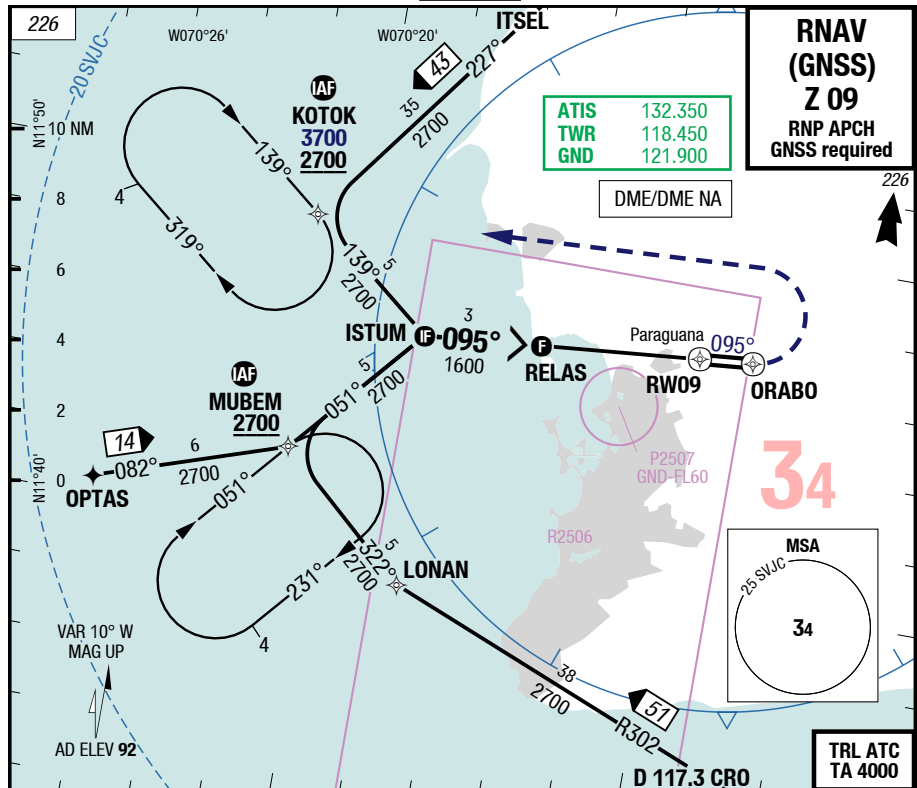 226
W070°26'
W070°20'
ITSEL
RNAV
(GNSS)
Z 09
RNP APCH
GNSS required
20 SVJC
43
227°
35
2700
IAF
KOTOK
3700
2700
ATIS 132.350
TWR 118.450
GND 121.900
N11°50'
10 NM
139°
DME/DME NA
226
8
4
319°
6
139°
5
2700
4
ISTUM
IF
095°
3
1600
F
RELAS
Paraguana
095°
RW09
ORABO
IAF
MUBEM
2700
051°
5
2700
2
14
082°
6
2700
OPTAS
N11°40'
0
051°
P2507
GND-FL60
34
R2506
322°
5
2700
LONAN
231°
4
MSA
25 SVJC
34
VAR 10° W
MAG UP
38
2700
51
R302
AD ELEV 92
D 117.3 CRO
TRL ATC
TA 4000